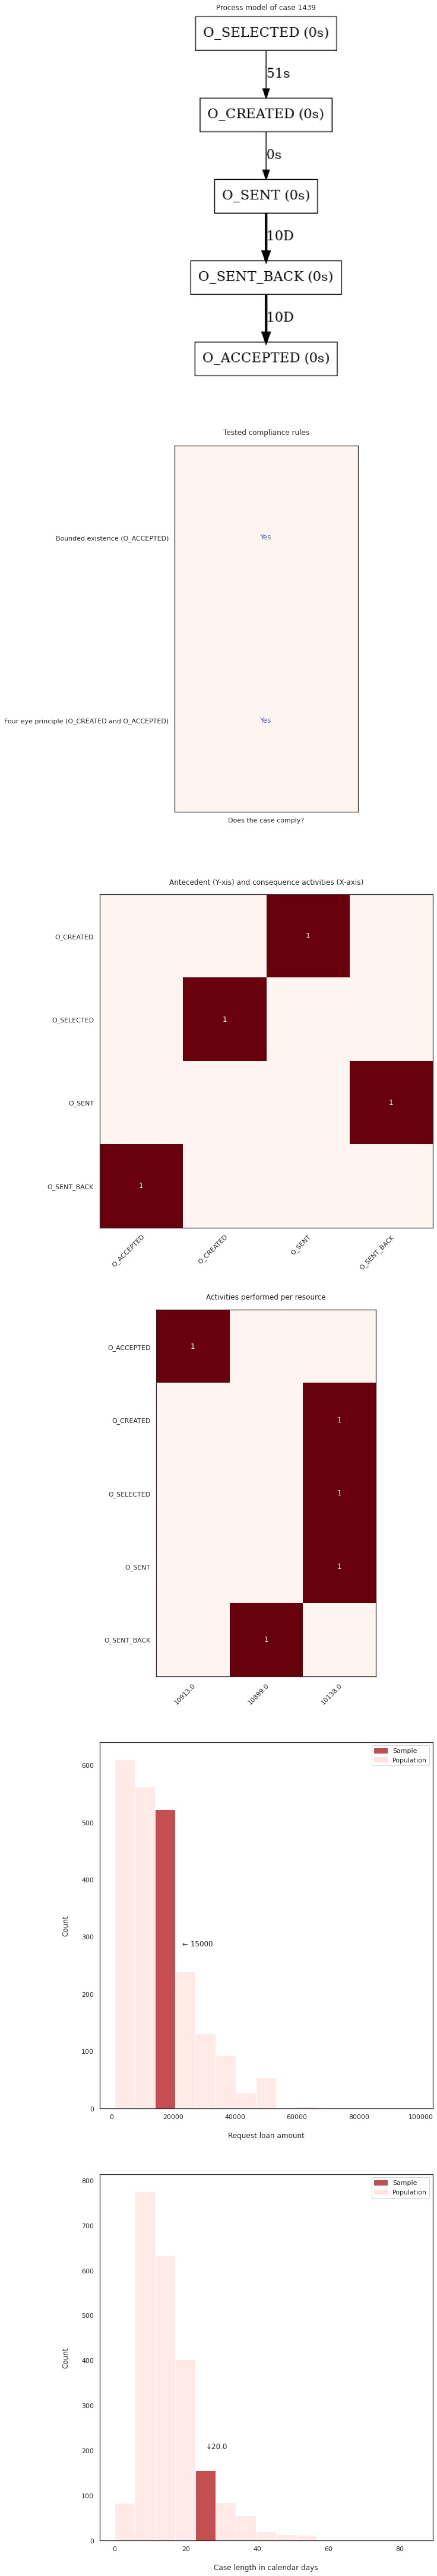 Process model of case 1439
O_SELECTED (0s)
51s
O_CREATED (0s)
0s
O_SENT (0s)
10D
O_SENT_BACK (0s)
10D
O_ACCEPTED (0s)
Tested compliance rules
Bounded existence (O_ACCEPTED)
Yes
Four eye principle (O_CREATED and O_ACCEPTED)
Yes
Does the case comply?
Antecedent (Y-xis) and consequence activities (X-axis)
O_CREATED
1
O_SELECTED
1
O_SENT
1
O_SENT_BACK
1
O_ACCEPTED
O_CREATED
O_SENT
O_SENT_BACK
Activities performed per resource
O_ACCEPTED
1
O_CREATED
1
O_SELECTED
1
O_SENT
1
O_SENT_BACK
1
10913.0
10899.0
10138.0
Sample
Population
600
500
400
300
200
100
0
Count
← 15000
0
20000
40000
60000
80000
100000
Request loan amount
Sample
Population
800
700
600
500
400
300
200
100
0
Count
↓20.0
0
20
40
60
80
Case length in calendar days